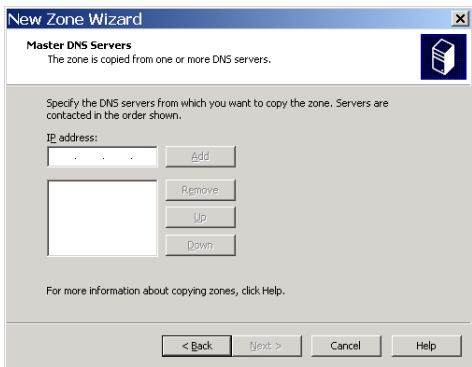 New Zone Wizard
Master DNS Servers
The zone is copied from one or more DNS servers.
Specify the DNS servers from which you want to copy the zone. Servers are
contacted in the order shown.
IP address:
. . .
Add
Remove
Up
Down
For more information about copying zones, click Help.
< Back
Next >
Cancel
Help